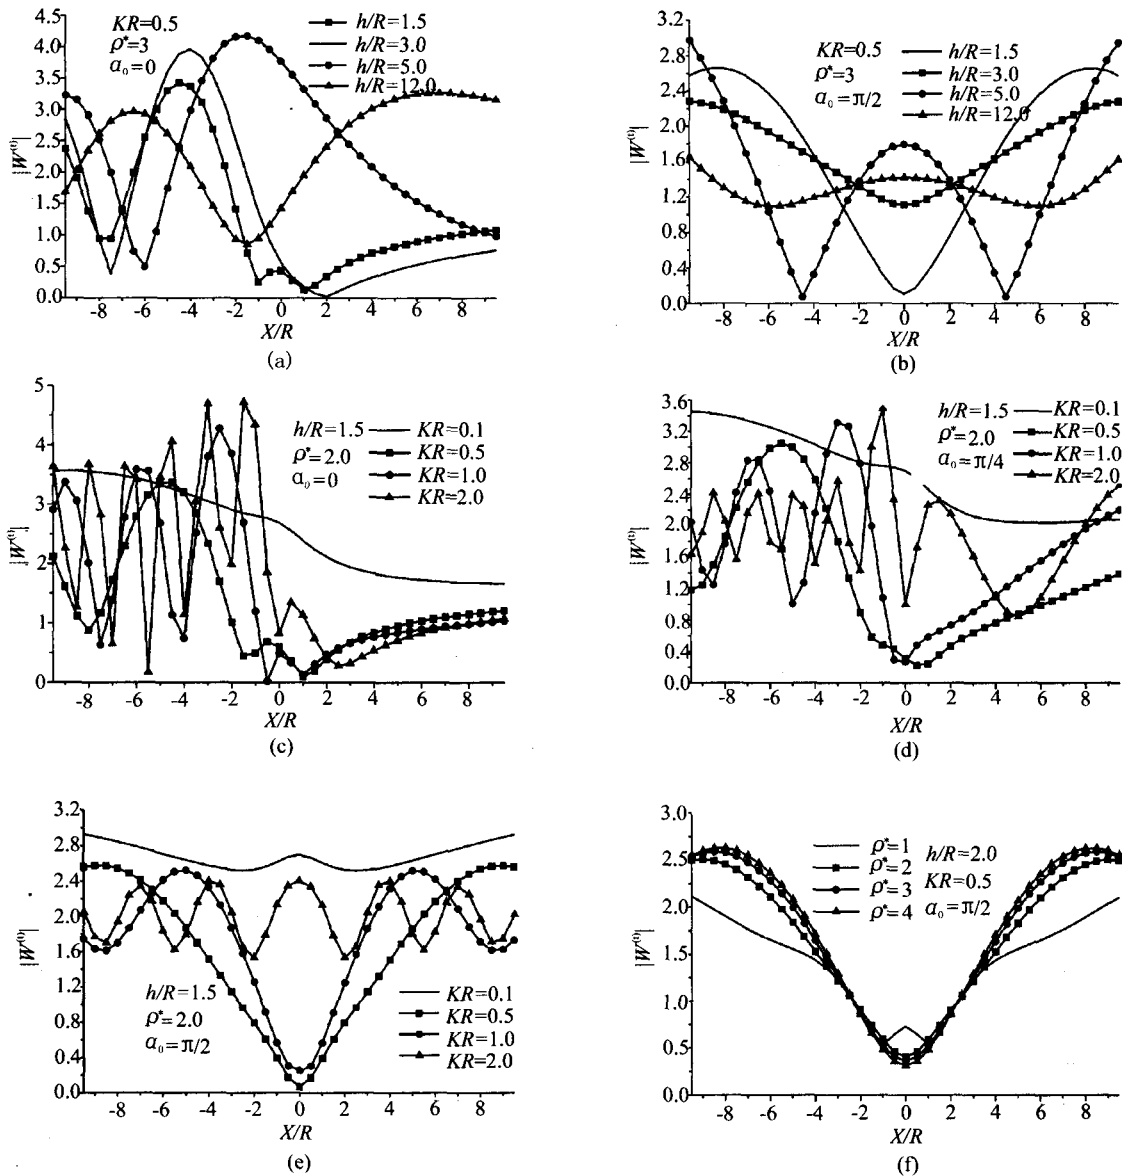 4.5
4.0
3.5
3.0
2.5
2.0
1.5
1.0
0.5
0.0
|W⁽ᵗ⁾|
KR=0.5
ρ*=3
α₀=0
h/R=1.5
h/R=3.0
h/R=5.0
h/R=12.0
-8 -6 -4 -2 0 2 4 6 8
X/R
(a)
3.2
2.8
2.4
2.0
1.6
1.2
0.8
0.4
0.0
|W⁽ᵗ⁾|
KR=0.5
ρ*=3
α₀=π/2
h/R=1.5
h/R=3.0
h/R=5.0
h/R=12.0
-8 -6 -4 -2 0 2 4 6 8
X/R
(b)
5
4
3
2
1
0
|W⁽ᵗ⁾|
h/R=1.5
ρ*=2.0
α₀=0
KR=0.1
KR=0.5
KR=1.0
KR=2.0
-8 -6 -4 -2 0 2 4 6 8
X/R
(c)
3.6
3.2
2.8
2.4
2.0
1.6
1.2
0.8
0.4
0.0
|W⁽ᵗ⁾|
h/R=1.5
ρ*=2.0
α₀=π/4
KR=0.1
KR=0.5
KR=1.0
KR=2.0
-8 -6 -4 -2 0 2 4 6 8
X/R
(d)
3.2
2.8
2.4
2.0
1.6
1.2
0.8
0.4
0.0
|W⁽ᵗ⁾|
h/R=1.5
ρ*=2.0
α₀=π/2
KR=0.1
KR=0.5
KR=1.0
KR=2.0
-8 -6 -4 -2 0 2 4 6 8
X/R
(e)
3.0
2.5
2.0
1.5
1.0
0.5
0.0
|W⁽ᵗ⁾|
ρ*=1
ρ*=2
ρ*=3
ρ*=4
h/R=2.0
KR=0.5
α₀=π/2
-8 -6 -4 -2 0 2 4 6 8
X/R
(f)